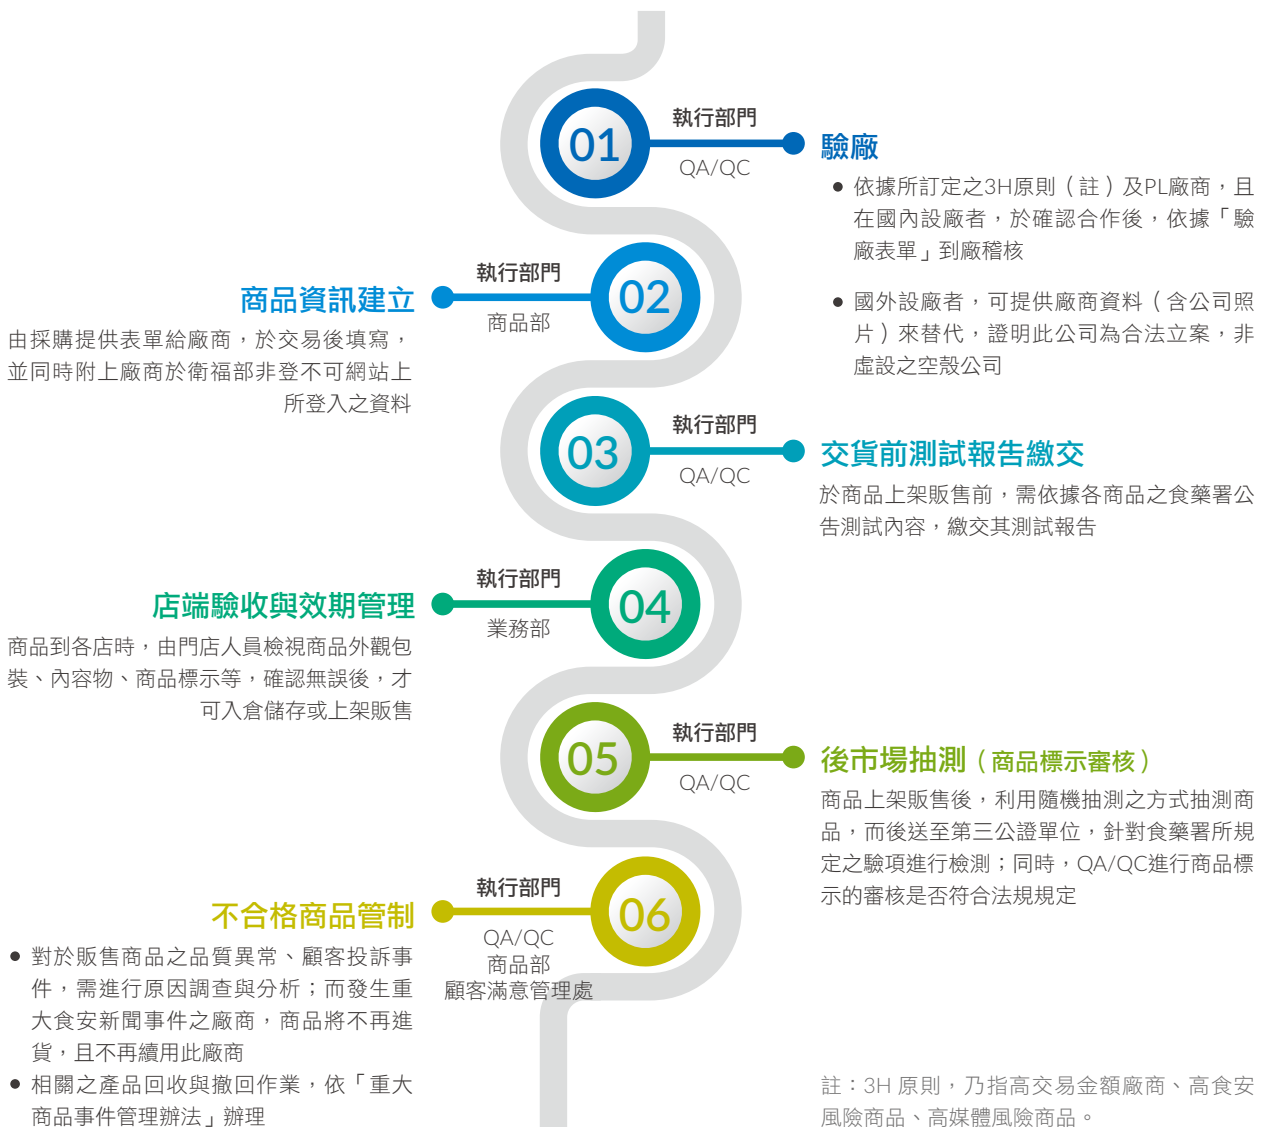 01
執行部門
QA/QC
驗廠
● 依據所訂定之3H原則（註）及PL廠商，且
在國內設廠者，於確認合作後，依據「驗
廠表單」到廠稽核
● 國外設廠者，可提供廠商資料（含公司照
片）來替代，證明此公司為合法立案，非
虛設之空殼公司
02
執行部門
商品部
商品資訊建立
由採購提供表單給廠商，於交易後填寫，
並同時附上廠商於衛福部非登不可網站上
所登入之資料
03
執行部門
QA/QC
交貨前測試報告繳交
於商品上架販售前，需依據各商品之食藥署公
告測試內容，繳交其測試報告
04
執行部門
業務部
店端驗收與效期管理
商品到各店時，由門店人員檢視商品外觀包
裝、內容物、商品標示等，確認無誤後，才
可入倉儲存或上架販售
05
執行部門
QA/QC
後市場抽測（商品標示審核）
商品上架販售後，利用隨機抽測之方式抽測商
品，而後送至第三公證單位，針對食藥署所規
定之驗項進行檢測；同時，QA/QC進行商品標
示的審核是否符合法規規定
06
執行部門
QA/QC
商品部
顧客滿意管理處
不合格商品管制
● 對於販售商品之品質異常、顧客投訴事
件，需進行原因調查與分析；而發生重
大食安新聞事件之廠商，商品將不再進
貨，且不再續用此廠商
● 相關之產品回收與撤回作業，依「重大
商品事件管理辦法」辦理
註：3H 原則，乃指高交易金額廠商、高食安
風險商品、高媒體風險商品。